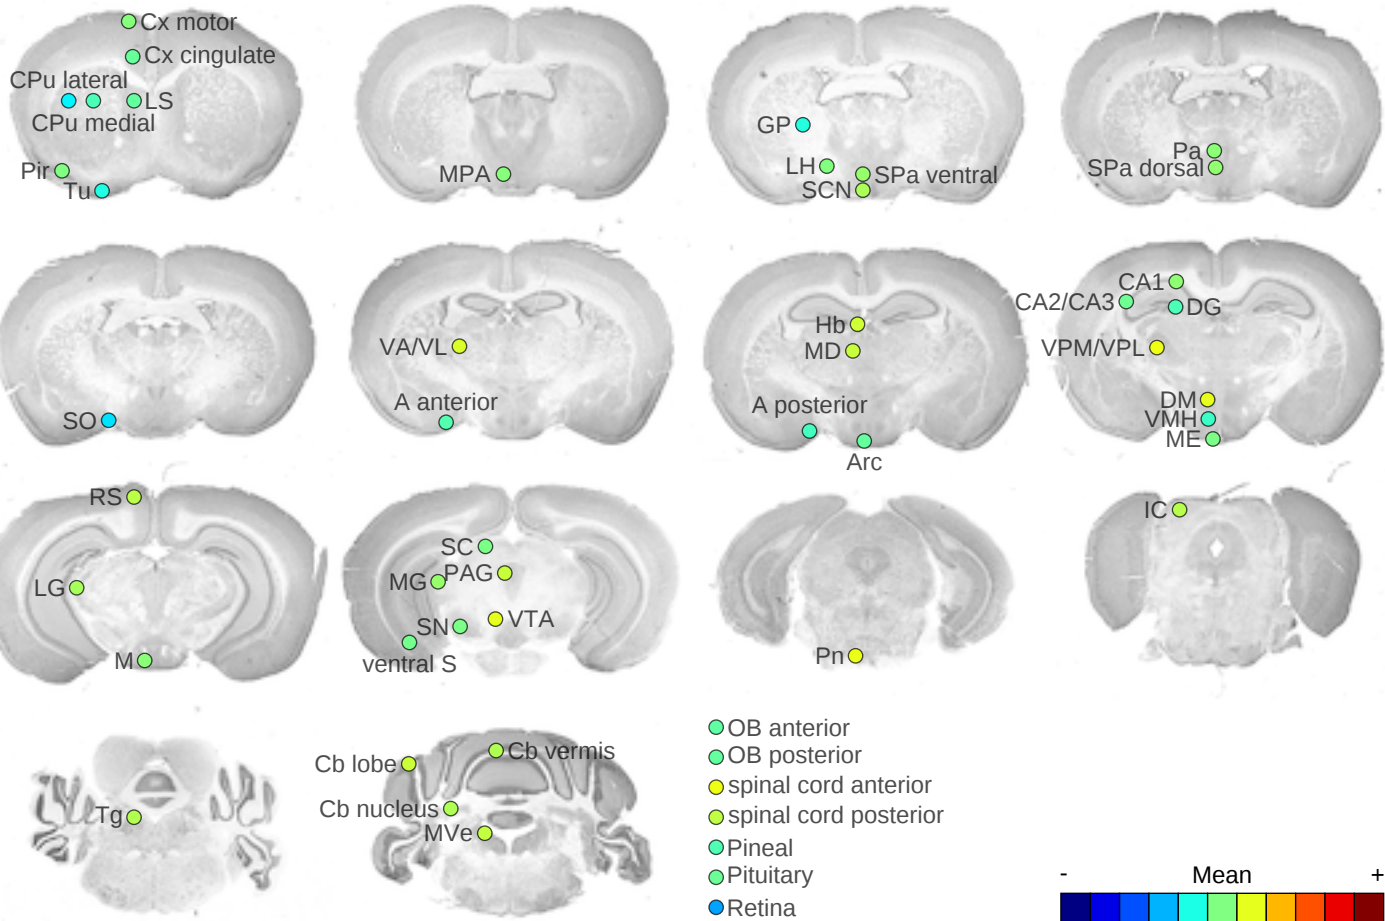 Cx motor
Cx cingulate
CPu lateral
LS
CPu medial
Pir
Tu
MPA
GP
LH
SPa ventral
SCN
Pa
SPa dorsal
SO
VA/VL
A anterior
Hb
MD
A posterior
Arc
CA1
CA2/CA3
DG
VPM/VPL
DM
VMH
ME
RS
LG
M
SC
MG
PAG
SN
VTA
ventral S
Pn
IC
Tg
Cb lobe
Cb vermis
Cb nucleus
MVe
OB anterior
OB posterior
spinal cord anterior
spinal cord posterior
Pineal
Pituitary
Retina
- Mean +